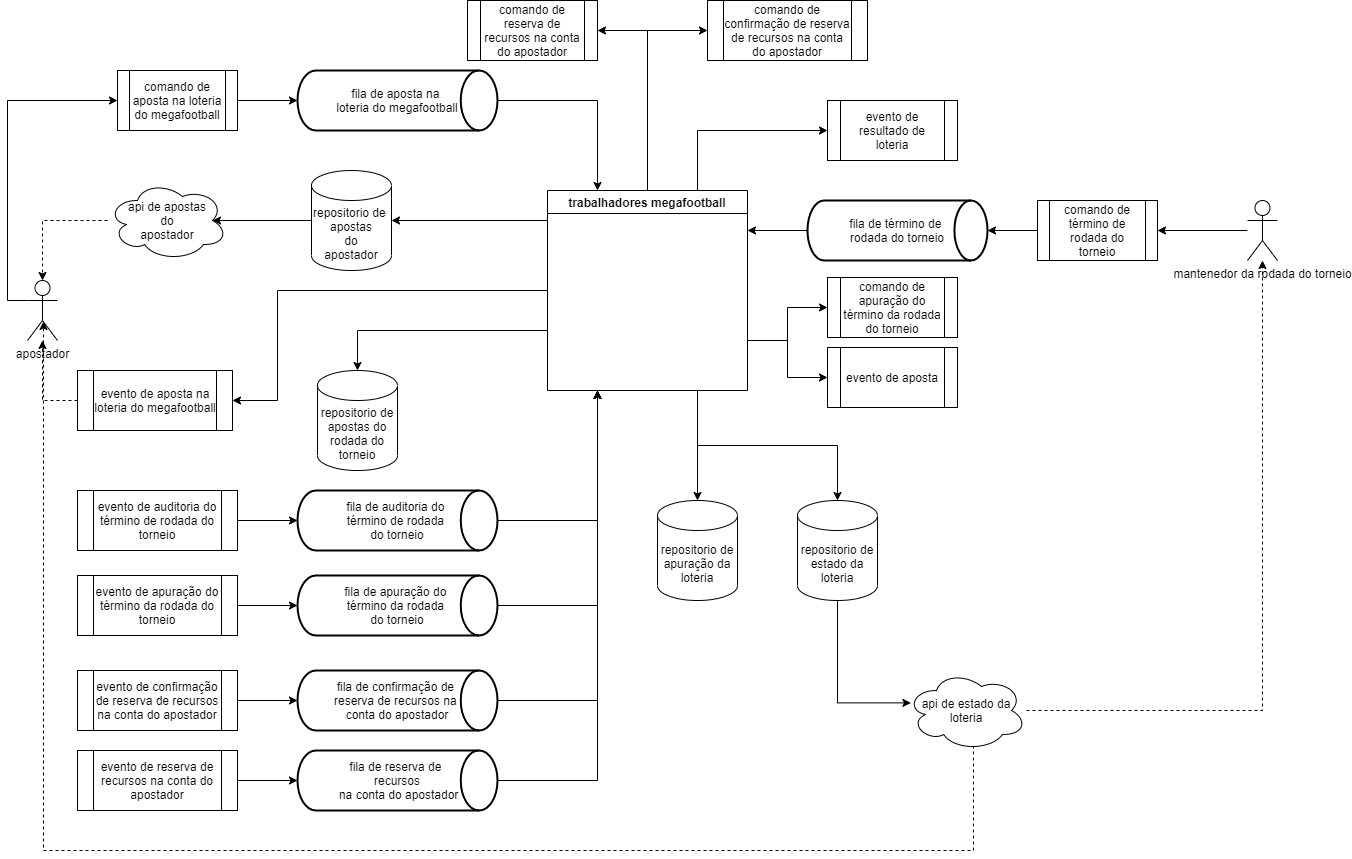 comando de
reserva de
recursos na conta
do apostador
comando de
confirmação de reserva
de recursos na conta
do apostador
comando de
aposta na loteria
do megafootball
fila de aposta na
loteria do megafootball
evento de
resultado de
loteria
api de apostas
do
apostador
repositorio de
apostas
do
apostador
trabalhadores megafootball
fila de término de
rodada do torneio
comando de
término de
rodada do
torneio
mantenedor da rodada do torneio
comando de
apuração do
término da rodada
do torneio
apostador
evento de aposta
evento de aposta na
loteria do megafootball
repositorio de
apostas do
rodada do
torneio
evento de auditoria do
término de rodada do
torneio
fila de auditoria do
término de rodada
do torneio
repositorio de
apuração da
loteria
repositorio de
estado da
loteria
evento de apuração do
término da rodada do
torneio
fila de apuração do
término da rodada
do torneio
evento de confirmação
de reserva de recursos
na conta do apostador
fila de confirmação de
reserva de recursos na
conta do apostador
api de estado da
loteria
evento de reserva de
recursos na conta do
apostador
fila de reserva de
recursos
na conta do apostador